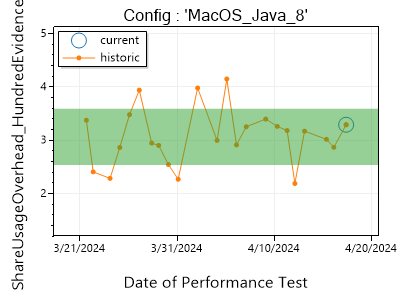 Config : 'MacOS_Java_8'
ShareUsageOverhead_HundredEvidence
current
historic
5
4
3
2
3/21/2024 3/31/2024 4/10/2024 4/20/2024
Date of Performance Test